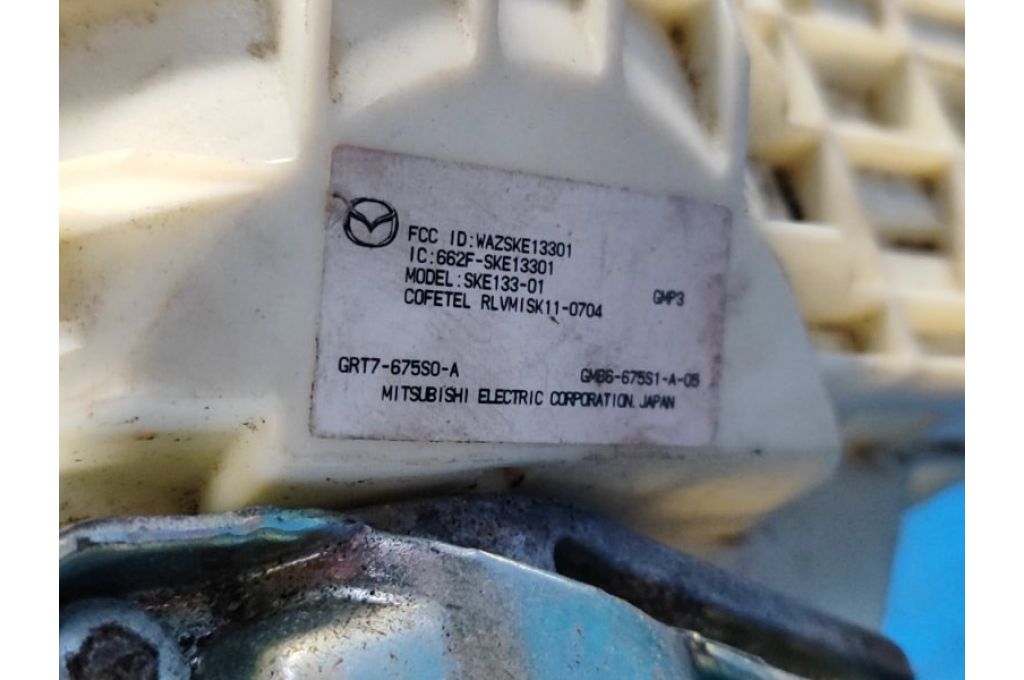 FCC ID:WAZSKE13301
IC:662F-SKE13301
MODEL:SKE133-01
COFETEL RLVMISK11-0704 GMP3
GRT7-675S0-A GMB6-675S1-A-05
MITSUBISHI ELECTRIC CORPORATION.JAPAN